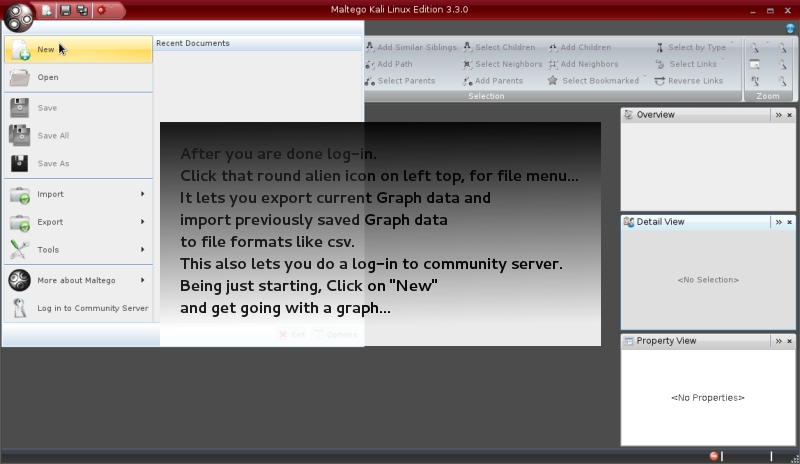 Maltego Kali Linux Edition 3.3.0
New
Recent Documents
Open
Save
Save All
Save As
Import
Export
Tools
More about Maltego
Log in to Community Server
Exit Options
Add Similar Siblings Select Children Add Children Select by Type
Add Path Select Neighbors Add Neighbors Select Links
Select Parents Add Parents Select Bookmarked Reverse Links
Selection Zoom
After you are done log-in.
Click that round alien icon on left top, for file menu...
It lets you export current Graph data and
import previously saved Graph data
to file formats like csv.
This also lets you do a log-in to community server.
Being just starting, Click on "New"
and get going with a graph...
Overview
Detail View
<No Selection>
Property View
<No Properties>